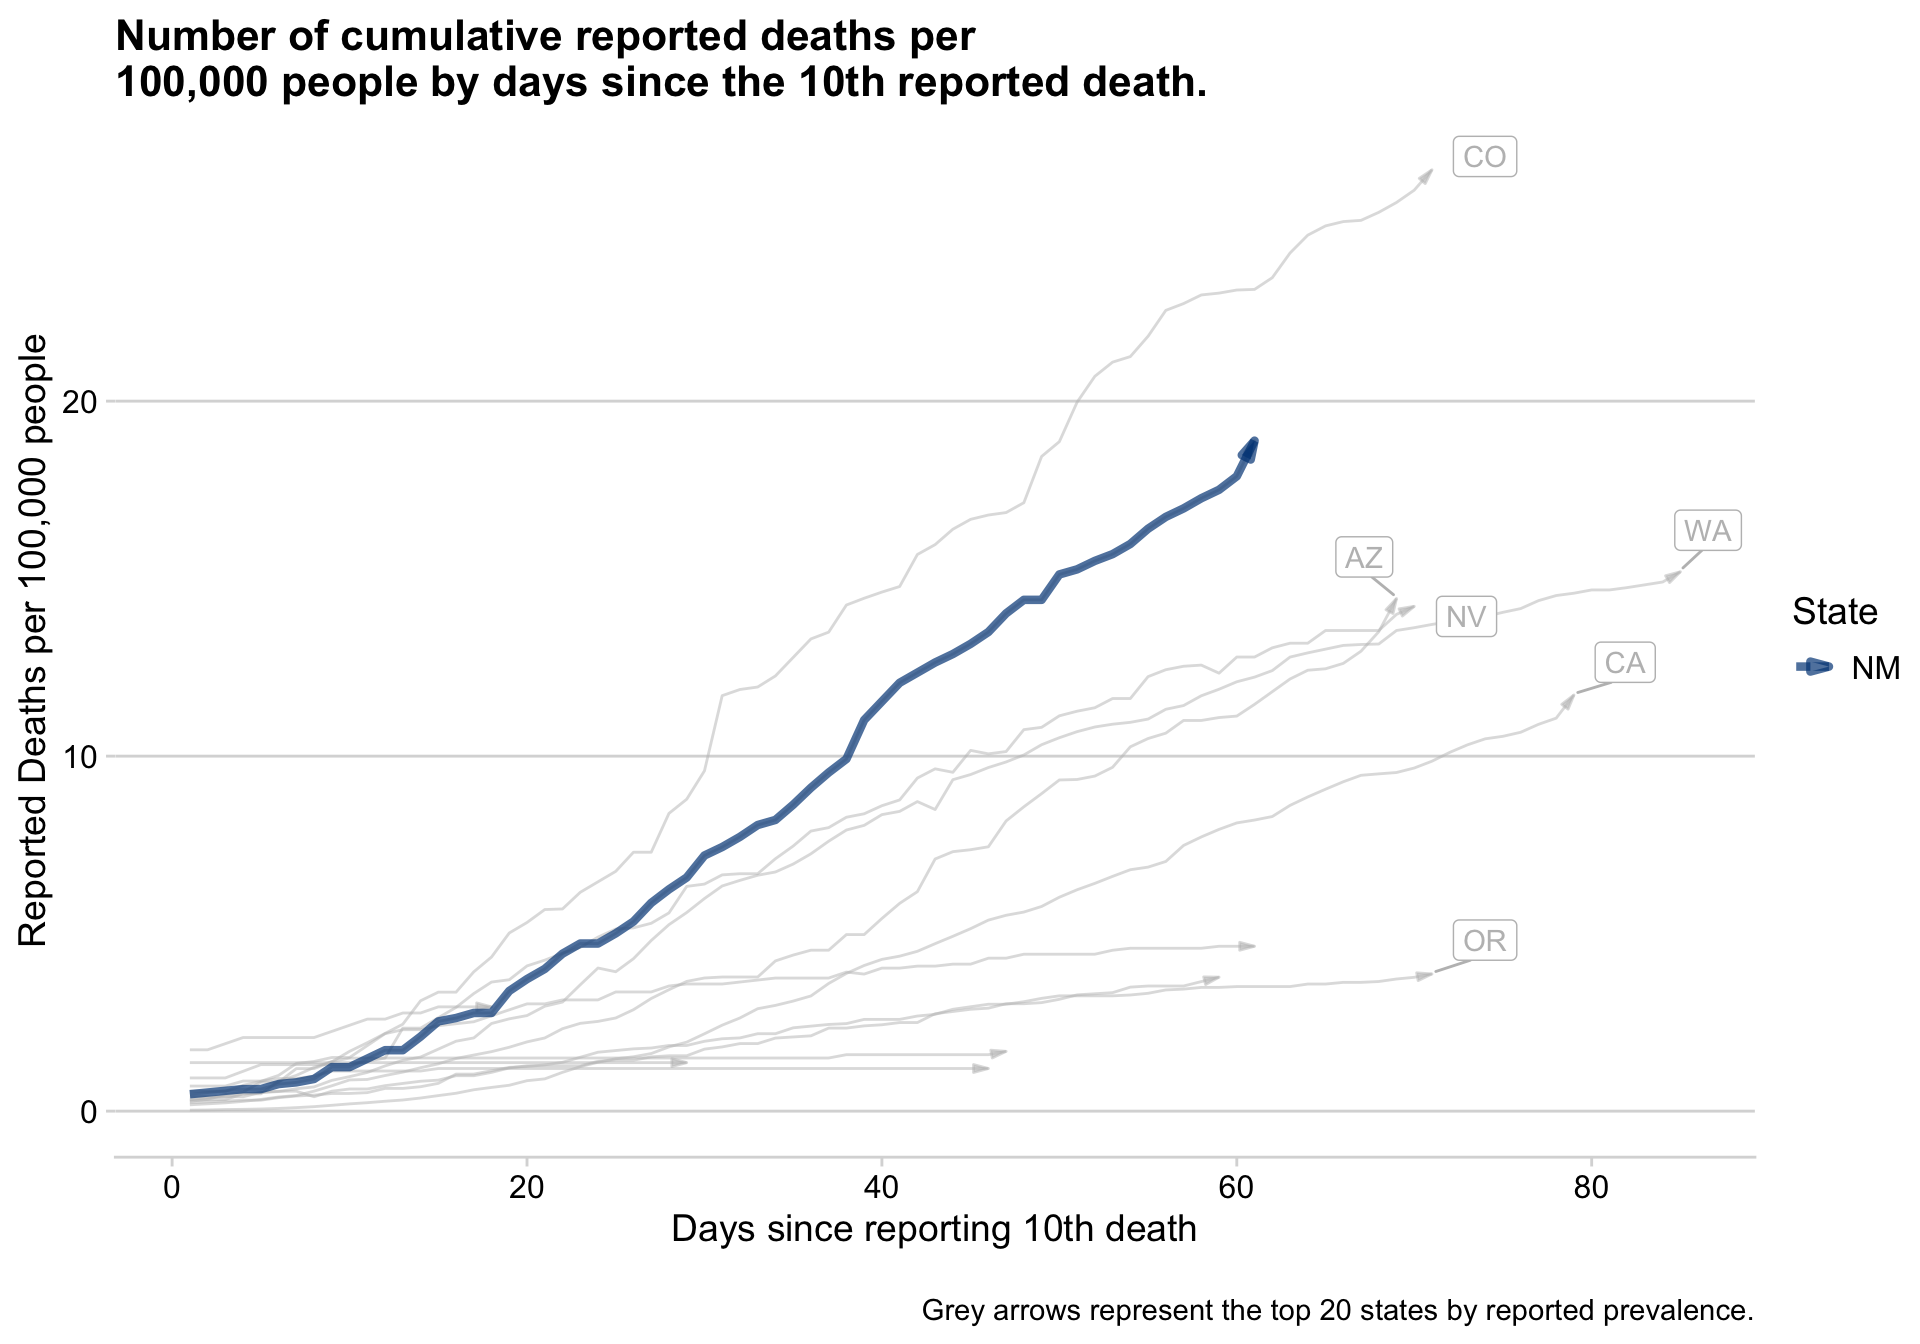 Number of cumulative reported deaths per
100,000 people by days since the 10th reported death.
CO
20
WA
AZ
NV
State
NM
CA
10
OR
0
Reported Deaths per 100,000 people
0 20 40 60 80
Days since reporting 10th death
Grey arrows represent the top 20 states by reported prevalence.